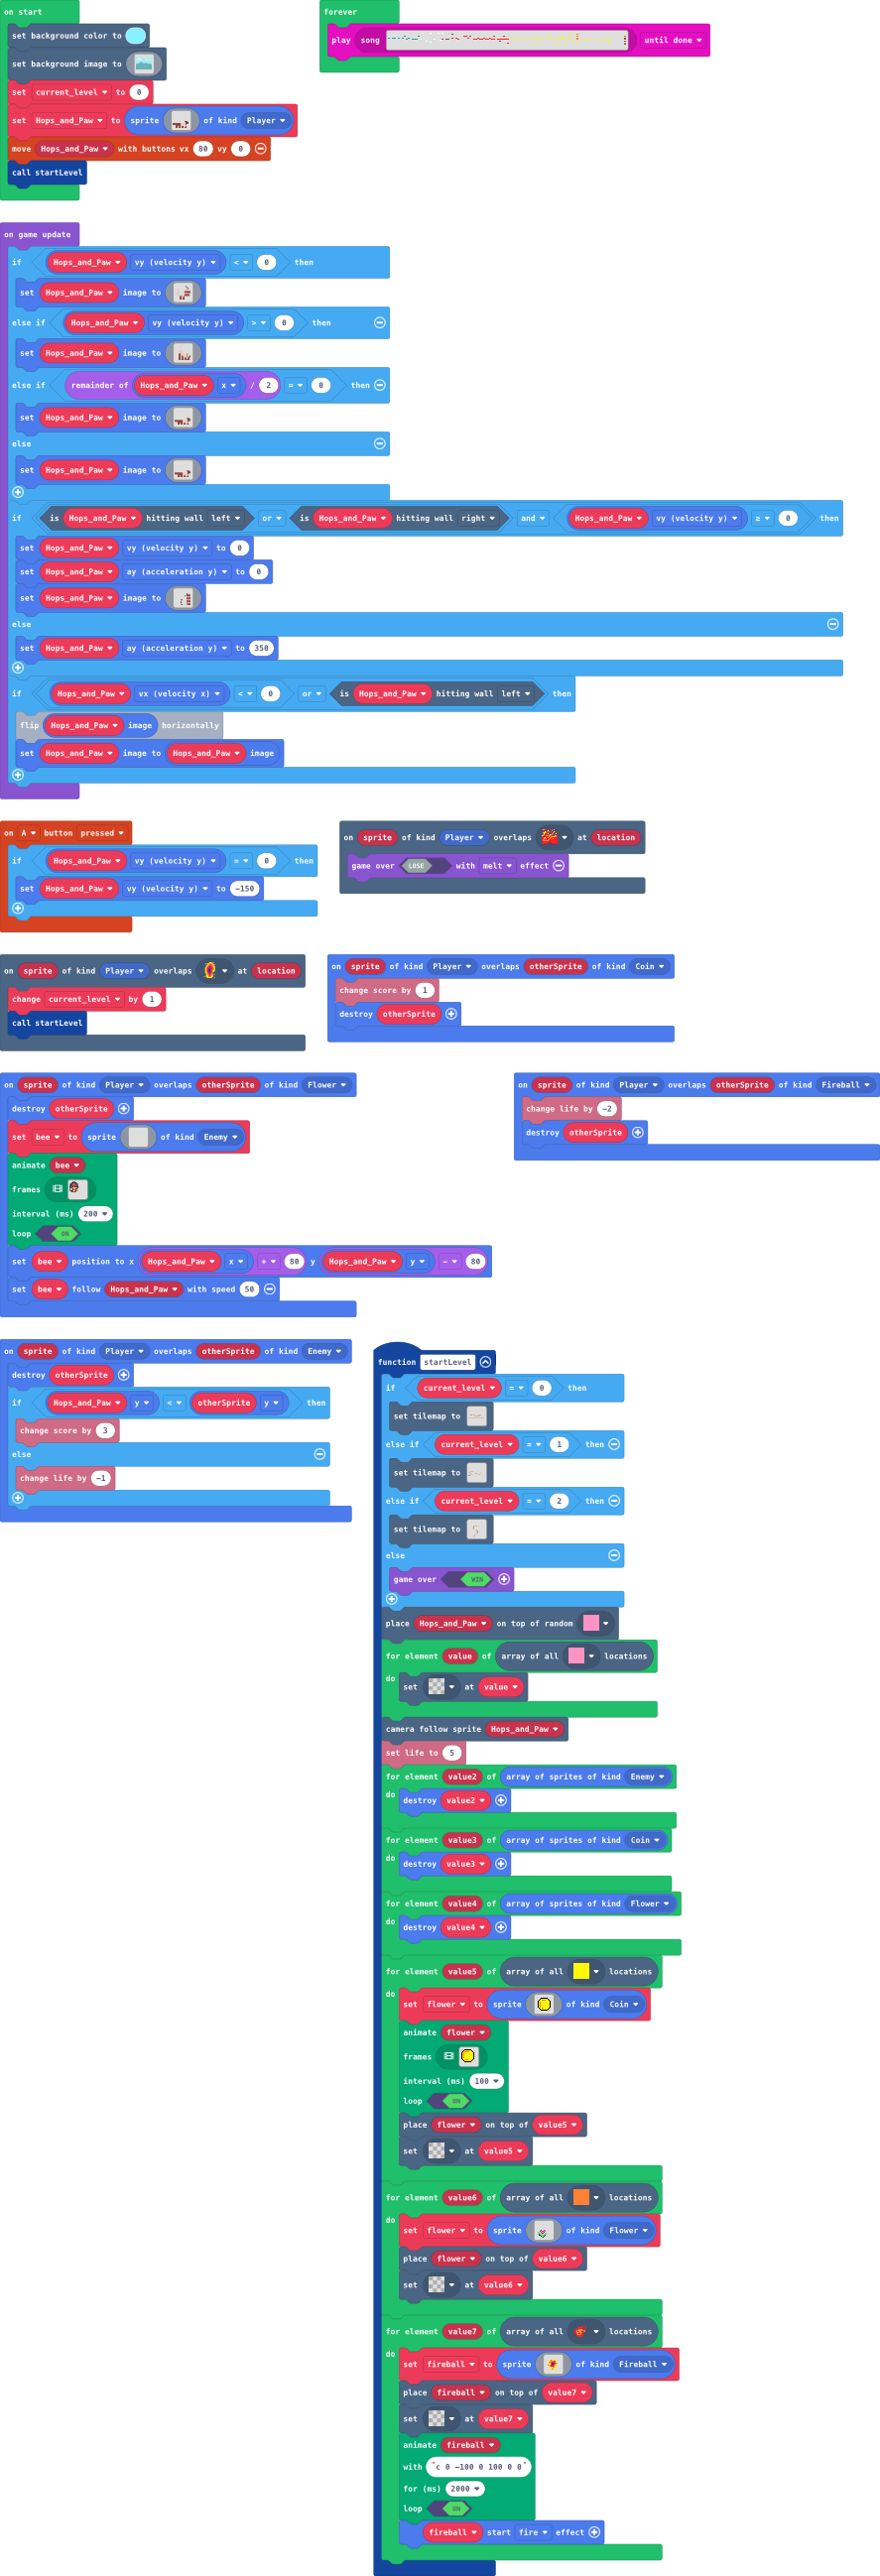 on start
set background color to
set background image to
set current_level to 0
set Hops_and_Paw to sprite of kind Player
move Hops_and_Paw with buttons vx 80 vy 0
call startLevel
forever
play song until done
on game update
if Hops_and_Paw vy (velocity y) < 0 then
set Hops_and_Paw image to
else if Hops_and_Paw vy (velocity y) > 0 then
set Hops_and_Paw image to
else if remainder of Hops_and_Paw x / 2 = 0 then
set Hops_and_Paw image to
else
set Hops_and_Paw image to
if is Hops_and_Paw hitting wall left or is Hops_and_Paw hitting wall right and Hops_and_Paw vy (velocity y) ≥ 0 then
set Hops_and_Paw vy (velocity y) to 0
set Hops_and_Paw ay (acceleration y) to 0
set Hops_and_Paw image to
else
set Hops_and_Paw ay (acceleration y) to 350
if Hops_and_Paw vx (velocity x) < 0 or is Hops_and_Paw hitting wall left then
flip Hops_and_Paw image horizontally
set Hops_and_Paw image to Hops_and_Paw image
on A button pressed
if Hops_and_Paw vy (velocity y) = 0 then
set Hops_and_Paw vy (velocity y) to -150
on sprite of kind Player overlaps at location
game over LOSE with melt effect
on sprite of kind Player overlaps at location
change current_level by 1
call startLevel
on sprite of kind Player overlaps otherSprite of kind Coin
change score by 1
destroy otherSprite
on sprite of kind Player overlaps otherSprite of kind Flower
destroy otherSprite
set bee to sprite of kind Enemy
animate bee
frames
interval (ms) 200
loop ON
set bee position to x Hops_and_Paw x + 80 y Hops_and_Paw y - 80
set bee follow Hops_and_Paw with speed 50
on sprite of kind Player overlaps otherSprite of kind Fireball
change life by -2
destroy otherSprite
on sprite of kind Player overlaps otherSprite of kind Enemy
destroy otherSprite
if Hops_and_Paw y < otherSprite y then
change score by 3
else
change life by -1
function startLevel
if current_level = 0 then
set tilemap to
else if current_level = 1 then
set tilemap to
else if current_level = 2 then
set tilemap to
else
game over WIN
place Hops_and_Paw on top of random
for element value of array of all locations
do set at value
camera follow sprite Hops_and_Paw
set life to 5
for element value2 of array of sprites of kind Enemy
do destroy value2
for element value3 of array of sprites of kind Coin
do destroy value3
for element value4 of array of sprites of kind Flower
do destroy value4
for element value5 of array of all locations
do set flower to sprite of kind Coin
animate flower
frames
interval (ms) 100
loop ON
place flower on top of value5
set at value5
for element value6 of array of all locations
do set flower to sprite of kind Flower
place flower on top of value6
set at value6
for element value7 of array of all locations
do set fireball to sprite of kind Fireball
place fireball on top of value7
set at value7
animate fireball
with "c 0 -100 0 100 0 0"
for (ms) 2000
loop ON
fireball start fire effect